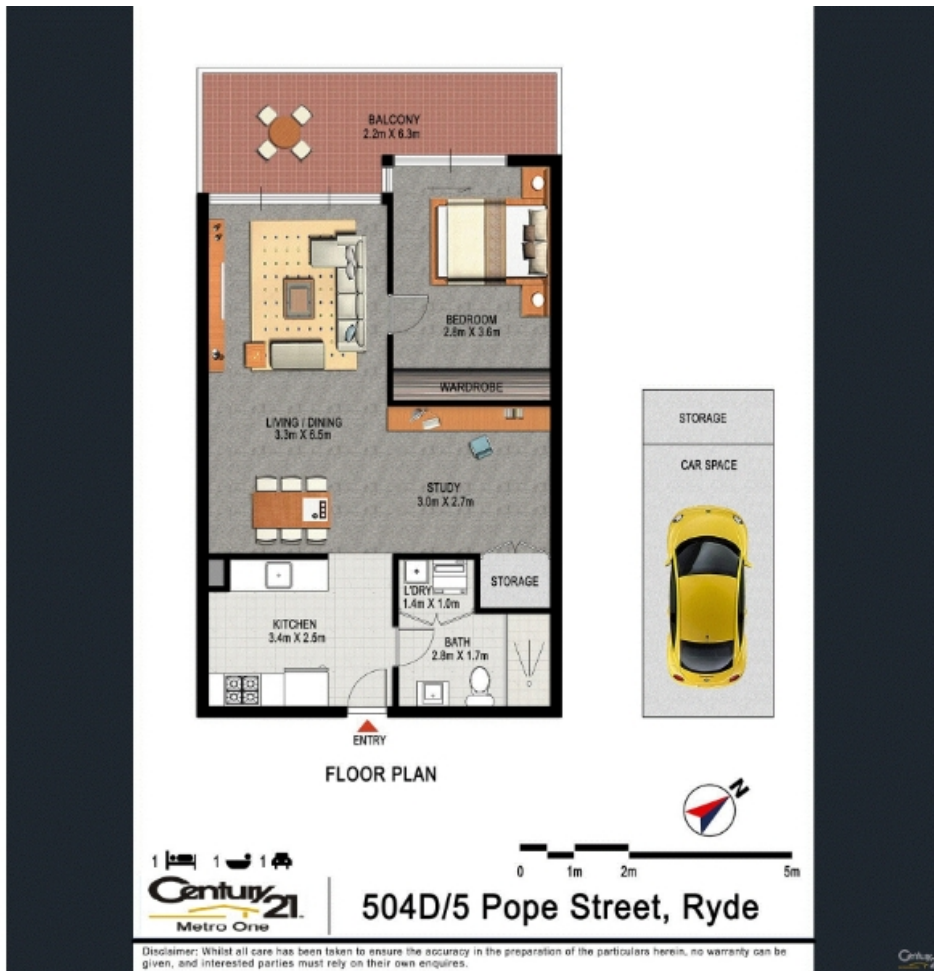 BALCONY
2.2m X 6.3m
BEDROOM
2.8m X 3.6m
WARDROBE
LIVING / DINING
3.3m X 6.5m
STUDY
3.0m X 2.7m
STORAGE
CAR SPACE
STORAGE
L'DRY
1.4m X 1.0m
KITCHEN
3.4m X 2.5m
BATH
2.8m X 1.7m
ENTRY
FLOOR PLAN
N
0 1m 2m 5m
1 1 1
Century 21
Metro One
504D/5 Pope Street, Ryde
Disclaimer: Whilst all care has been taken to ensure the accuracy in the preparation of the particulars herein, no warranty can be
given, and interested parties must rely on their own enquires.